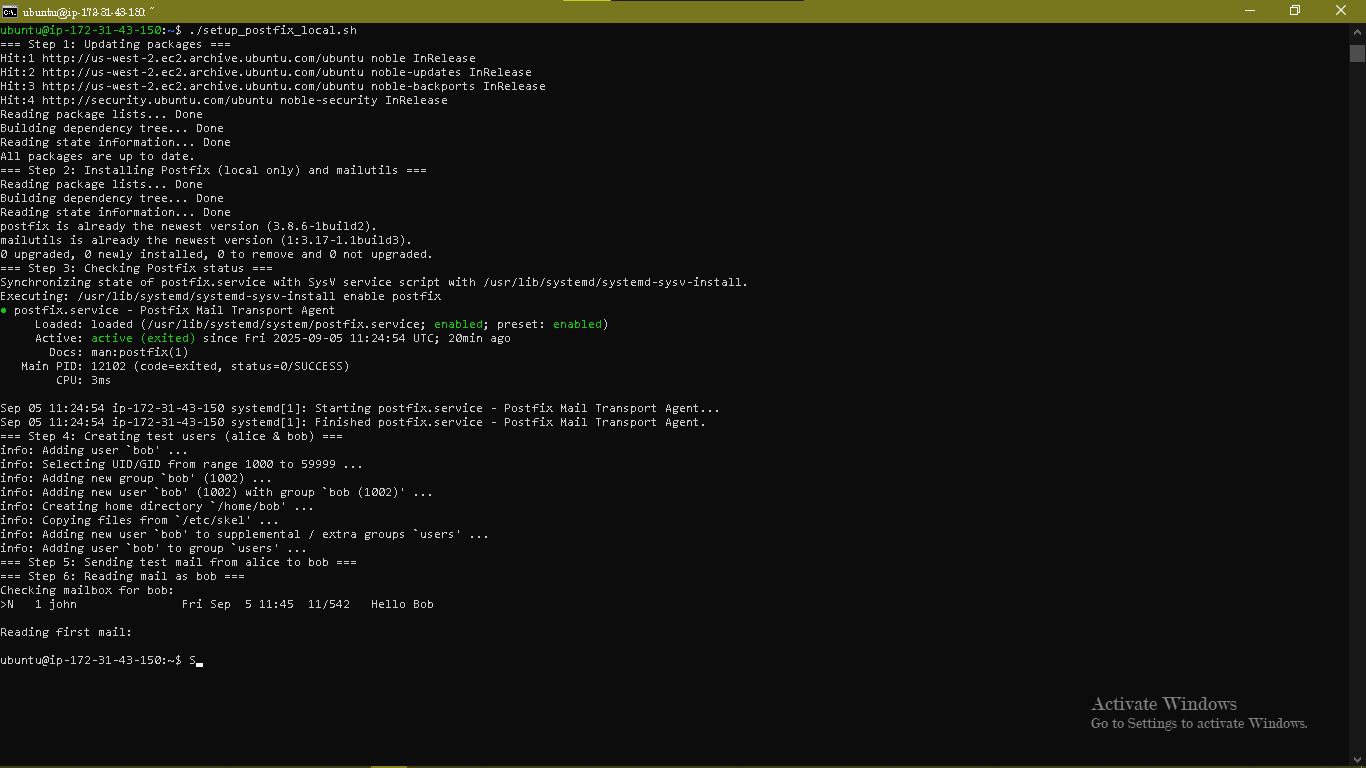 ubuntu@ip-172-31-43-150: ~
ubuntu@ip-172-31-43-150:~$ ./setup_postfix_local.sh
=== Step 1: Updating packages ===
Hit:1 http://us-west-2.ec2.archive.ubuntu.com/ubuntu noble InRelease
Hit:2 http://us-west-2.ec2.archive.ubuntu.com/ubuntu noble-updates InRelease
Hit:3 http://us-west-2.ec2.archive.ubuntu.com/ubuntu noble-backports InRelease
Hit:4 http://security.ubuntu.com/ubuntu noble-security InRelease
Reading package lists... Done
Building dependency tree... Done
Reading state information... Done
All packages are up to date.
=== Step 2: Installing Postfix (local only) and mailutils ===
Reading package lists... Done
Building dependency tree... Done
Reading state information... Done
postfix is already the newest version (3.8.6-1build2).
mailutils is already the newest version (1:3.17-1.1build3).
0 upgraded, 0 newly installed, 0 to remove and 0 not upgraded.
=== Step 3: Checking Postfix status ===
Synchronizing state of postfix.service with SysV service script with /usr/lib/systemd/systemd-sysv-install.
Executing: /usr/lib/systemd/systemd-sysv-install enable postfix
● postfix.service - Postfix Mail Transport Agent
Loaded: loaded (/usr/lib/systemd/system/postfix.service; enabled; preset: enabled)
Active: active (exited) since Fri 2025-09-05 11:24:54 UTC; 20min ago
Docs: man:postfix(1)
Main PID: 12102 (code=exited, status=0/SUCCESS)
CPU: 3ms
Sep 05 11:24:54 ip-172-31-43-150 systemd[1]: Starting postfix.service - Postfix Mail Transport Agent...
Sep 05 11:24:54 ip-172-31-43-150 systemd[1]: Finished postfix.service - Postfix Mail Transport Agent.
=== Step 4: Creating test users (alice & bob) ===
info: Adding user `bob' ...
info: Selecting UID/GID from range 1000 to 59999 ...
info: Adding new group `bob' (1002) ...
info: Adding new user `bob' (1002) with group `bob (1002)' ...
info: Creating home directory `/home/bob' ...
info: Copying files from `/etc/skel' ...
info: Adding new user `bob' to supplemental / extra groups `users' ...
info: Adding user `bob' to group `users' ...
=== Step 5: Sending test mail from alice to bob ===
=== Step 6: Reading mail as bob ===
Checking mailbox for bob:
>N   1 john               Fri Sep  5 11:45  11/542   Hello Bob
Reading first mail:
ubuntu@ip-172-31-43-150:~$ S
Activate Windows
Go to Settings to activate Windows.